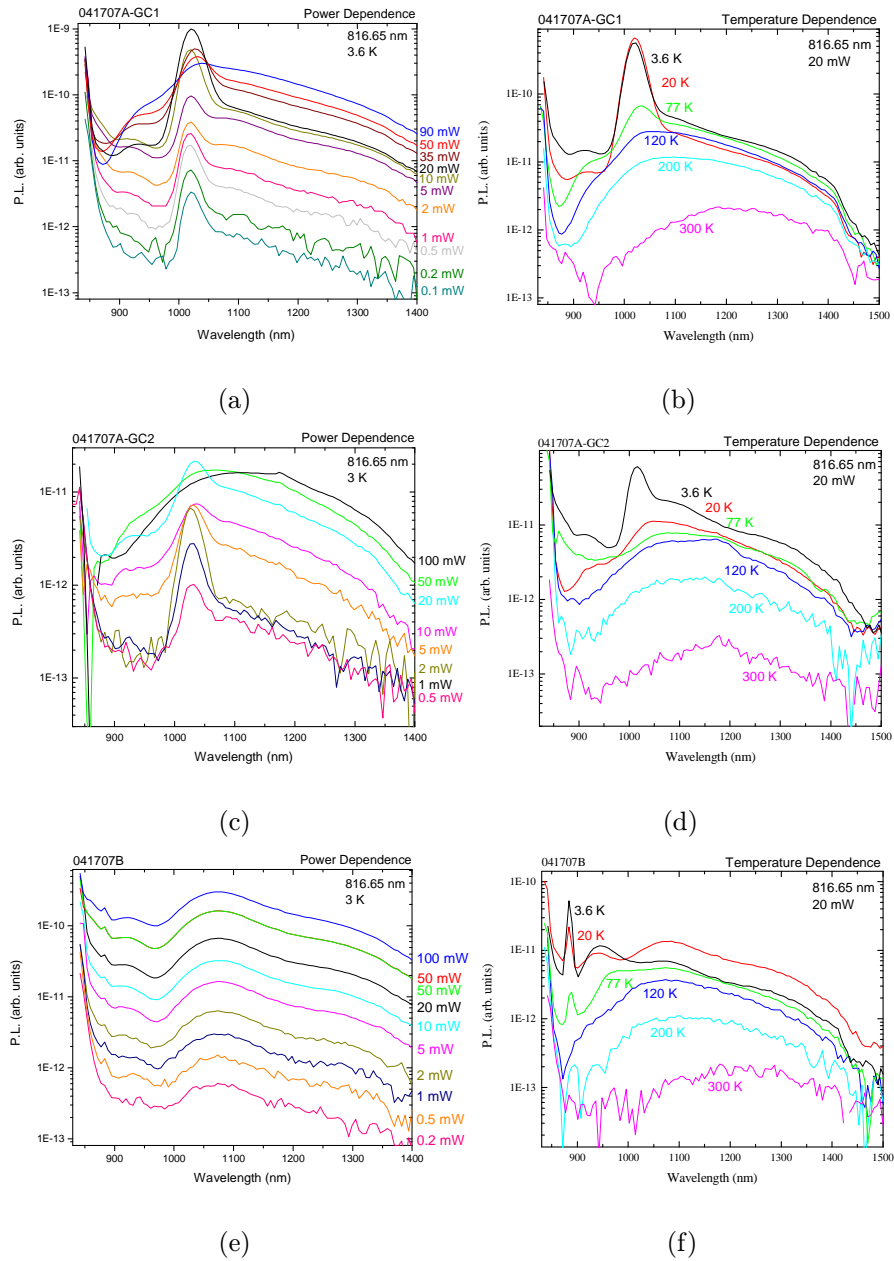 041707A-GC1 Power Dependence
816.65 nm
3.6 K
1E-9
1E-10
1E-11
1E-12
1E-13
P.L. (arb. units)
90 mW
50 mW
35 mW
20 mW
10 mW
5 mW
2 mW
1 mW
0.5 mW
0.2 mW
0.1 mW
900 1000 1100 1200 1300 1400
Wavelength (nm)
(a)
041707A-GC1 Temperature Dependence
816.65 nm
20 mW
3.6 K
20 K
77 K
120 K
200 K
300 K
1E-10
1E-11
1E-12
1E-13
P.L. (arb. units)
900 1000 1100 1200 1300 1400 1500
Wavelength (nm)
(b)
041707A-GC2 Power Dependence
816.65 nm
3 K
1E-11
1E-12
1E-13
P.L. (arb. units)
100 mW
50 mW
20 mW
10 mW
5 mW
2 mW
1 mW
0.5 mW
900 1000 1100 1200 1300 1400
Wavelength (nm)
(c)
041707A-GC2 Temperature Dependence
816.65 nm
20 mW
3.6 K
20 K
77 K
120 K
200 K
300 K
1E-11
1E-12
1E-13
P.L. (arb. units)
900 1000 1100 1200 1300 1400 1500
Wavelength (nm)
(d)
041707B Power Dependence
816.65 nm
3 K
1E-10
1E-11
1E-12
1E-13
P.L. (arb. units)
100 mW
50 mW
50 mW
20 mW
10 mW
5 mW
2 mW
1 mW
0.5 mW
0.2 mW
900 1000 1100 1200 1300 1400
Wavelength (nm)
(e)
041707B Temperature Dependence
816.65 nm
20 mW
3.6 K
20 K
77 K
120 K
200 K
300 K
1E-10
1E-11
1E-12
1E-13
P.L. (arb. units)
900 1000 1100 1200 1300 1400 1500
Wavelength (nm)
(f)